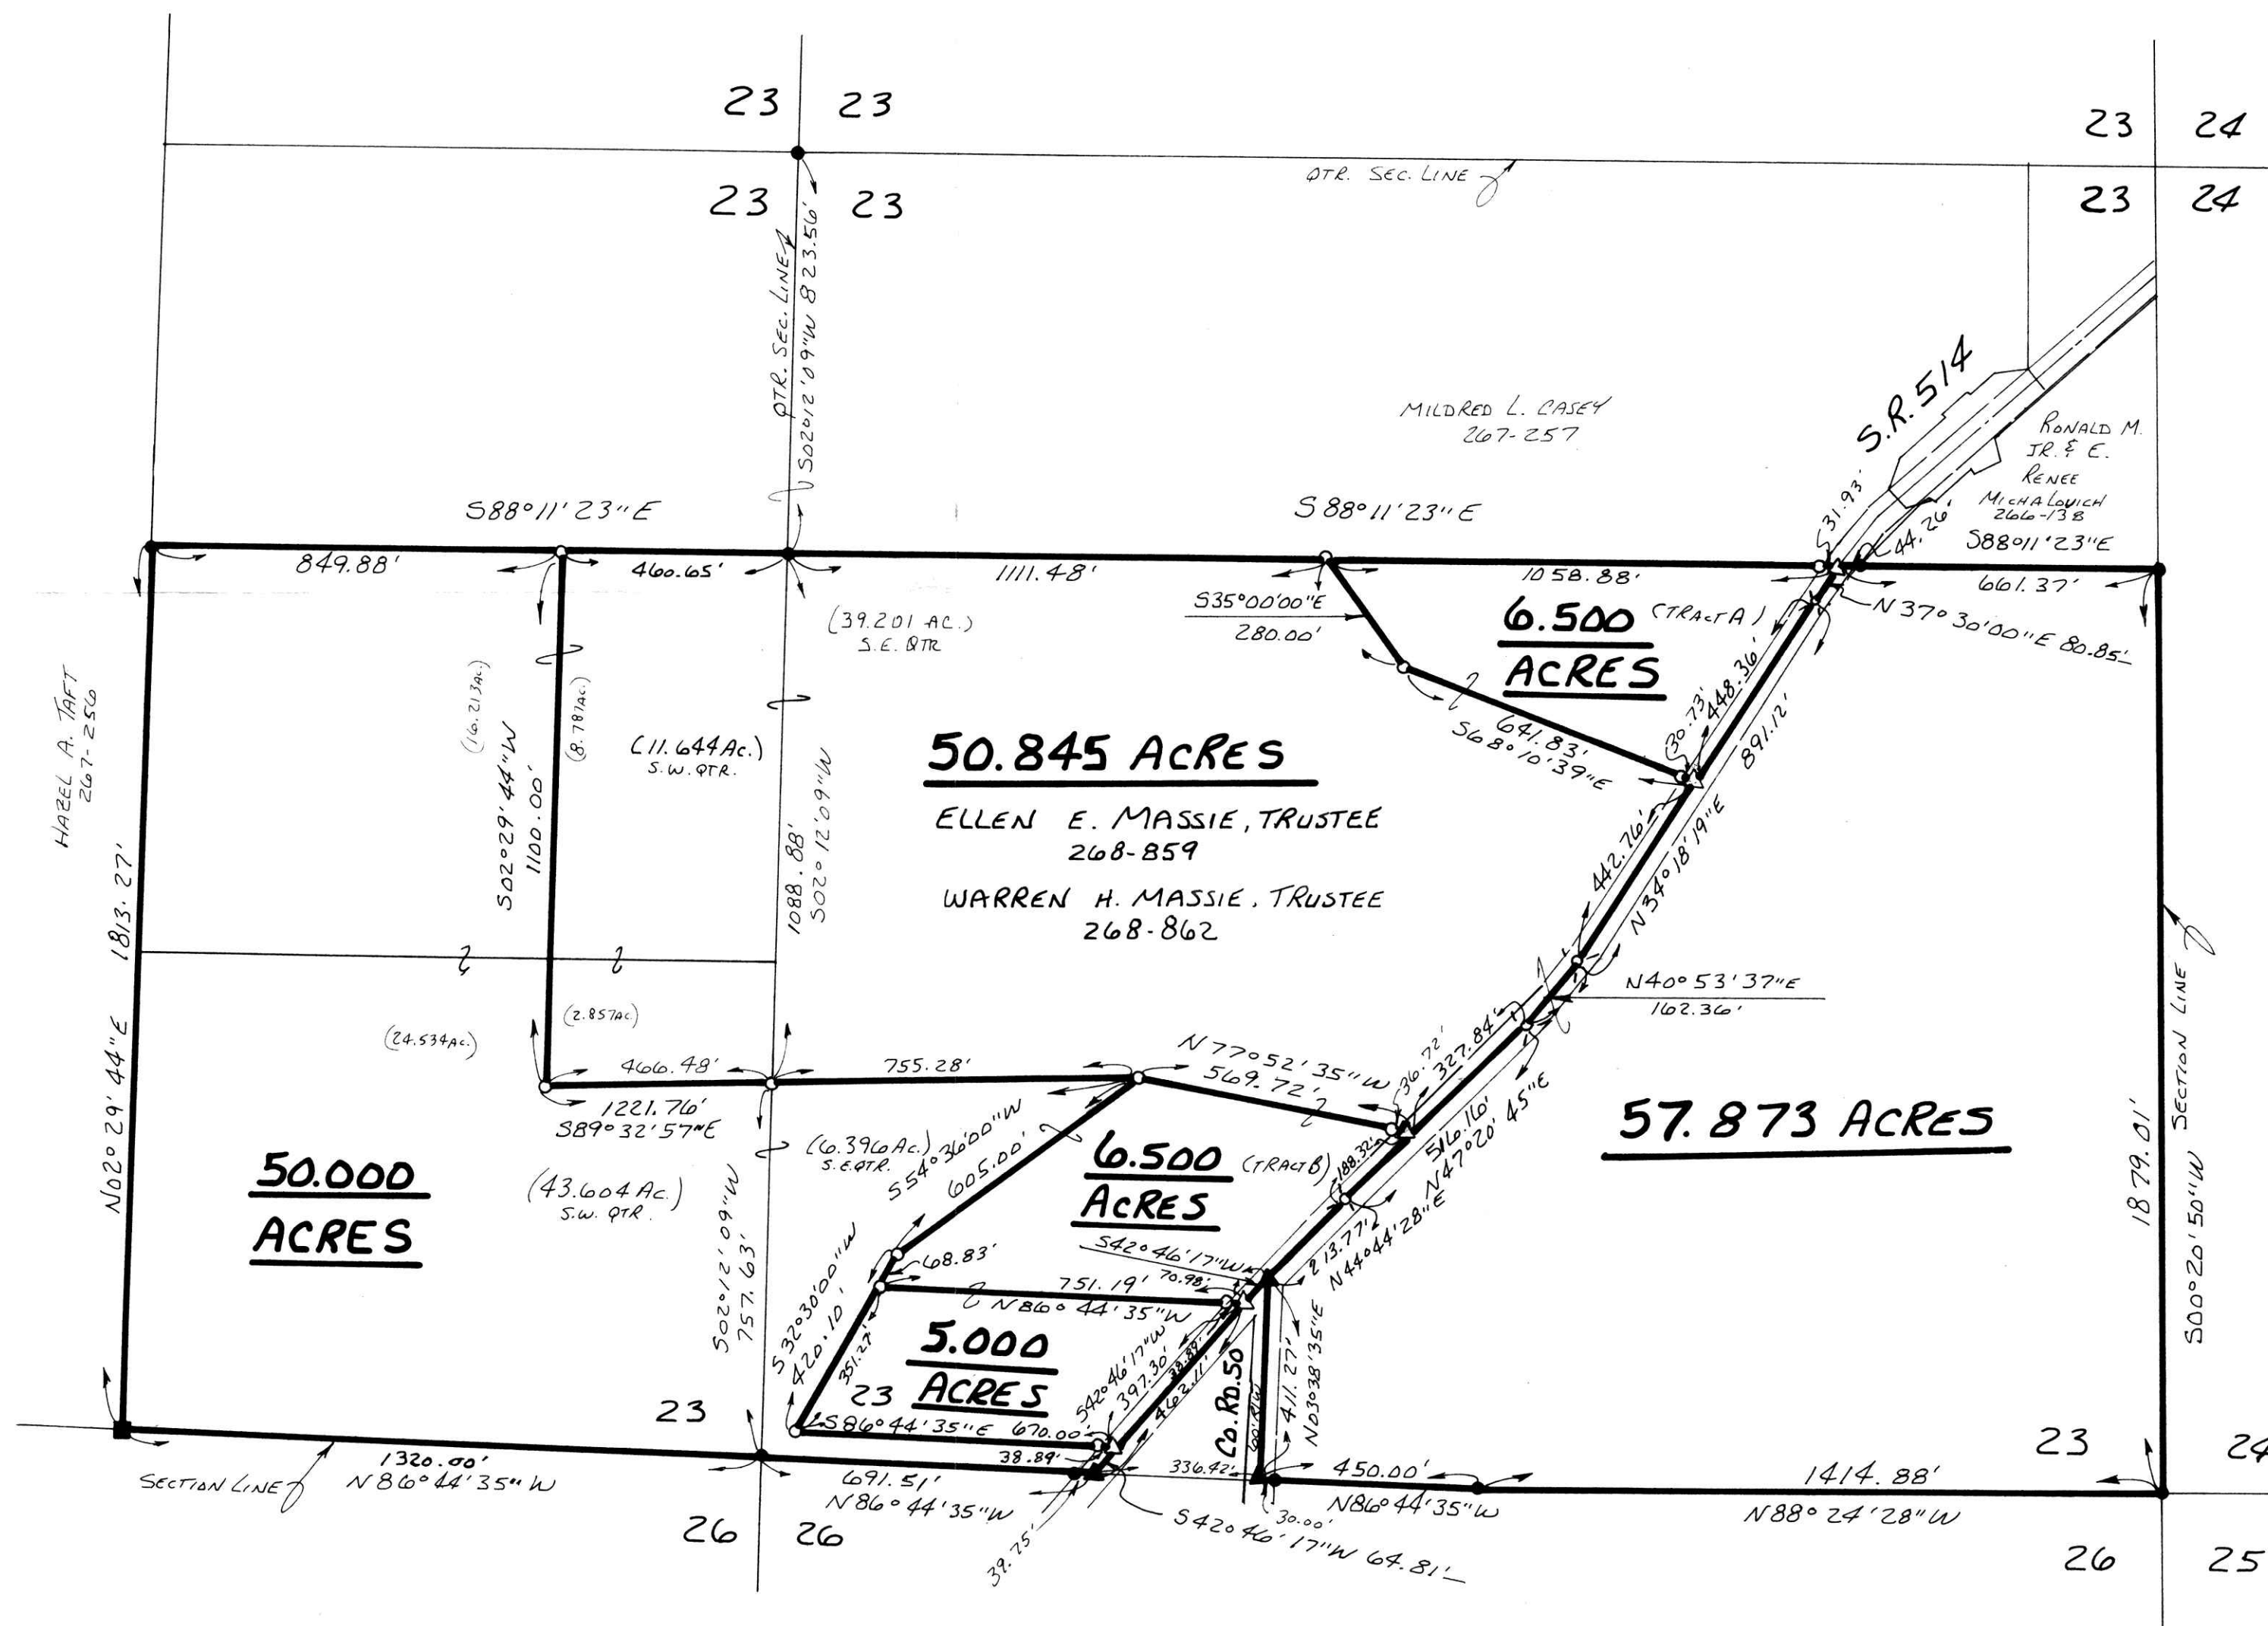 23 23
23 24
QTR. SEC. LINE
23 23
23 24
QTR. SEC. LINE
S02°12'09"W 823.56'
MILDRED L. CASEY
267-257
S.R. 514
RONALD M.
JR. & E.
RENEE
MICHALOVICH
266-138
S88°11'23"E
S88°11'23"E
S88°11'23"E
31.93'
44.26'
849.88'
460.65'
1111.48'
1058.88'
661.37'
N37°30'00"E 80.85'
S35°00'00"E
280.00'
6.500 (TRACT A)
ACRES
(39.201 AC.)
S.E. QTR
HAZEL A. TAFT
267-256
(16.213AC.)
S02°29'44"W
1100.00'
(8.787AC.)
(11.644 AC.)
S.W. QTR.
50.845 ACRES
ELLEN E. MASSIE, TRUSTEE
268-859
WARREN H. MASSIE, TRUSTEE
268-862
641.83'
S68°10'39"E
30.73'
448.36'
891.12'
442.76'
N34°18'19"E
1088.88'
S02°12'09"W
N02°29'44"E 1813.27'
N40°53'37"E
162.36'
(24.534AC.)
(2.857AC.)
466.48'
755.28'
1221.76'
S89°32'57"E
N77°52'35"W
569.72'
36.72'
327.84'
516.16'
N47°20'45"E
188.32'
57.873 ACRES
1879.01'
S00°20'50"W SECTION LINE
50.000
ACRES
(43.604 AC.)
S.W. QTR.
(6.396 AC.)
S.E. QTR.
S54°36'00"W
605.00'
6.500 (TRACT B)
ACRES
S42°46'17"W
70.98'
213.77'
N44°44'28"E
S02°12'09"W
757.63'
68.83'
751.19'
N86°44'35"W
S32°30'00"W
420.10'
351.27'
5.000
ACRES
23
23
S42°46'17"W
397.30'
38.89'
462.11'
Co. RD. 50
60' R/W
411.27'
N03°38'35"E
S86°44'35"E 670.00'
38.89'
1320.00'
N86°44'35"W
SECTION LINE
691.51'
N86°44'35"W
336.42'
450.00'
N86°44'35"W
30.00'
1414.88'
N88°24'28"W
23 24
39.75'
S42°46'17"W 64.81'
26 26
26 25